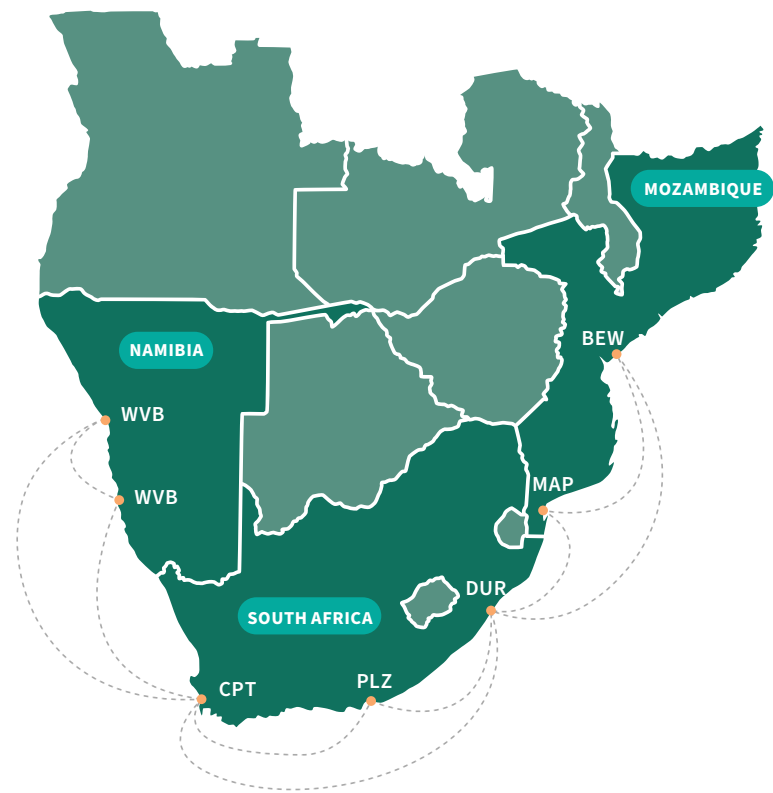 MOZAMBIQUE
BEW
NAMIBIA
WVB
WVB
MAP
DUR
SOUTH AFRICA
PLZ
CPT